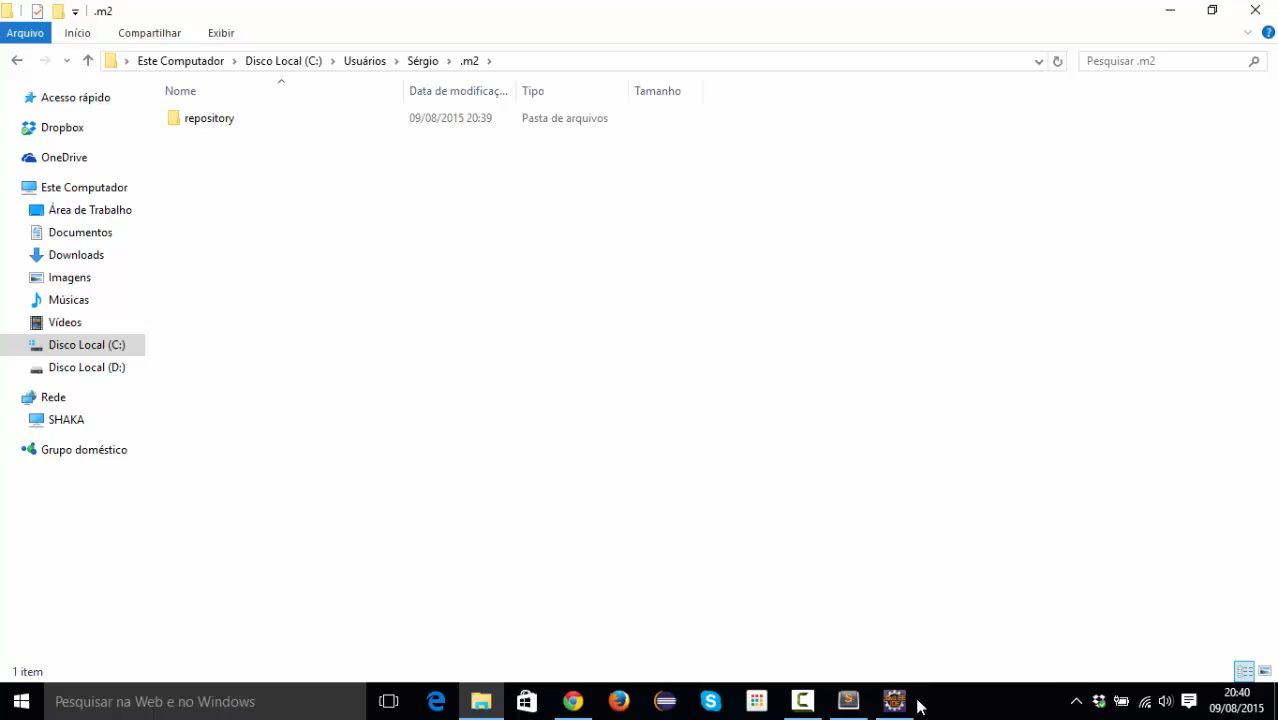 .m2
Arquivo Início Compartilhar Exibir
Este Computador Disco Local (C:) Usuários Sérgio .m2 Pesquisar .m2
Nome Data de modificaç... Tipo Tamanho
repository 09/08/2015 20:39 Pasta de arquivos
Acesso rápido
Dropbox
OneDrive
Este Computador
Área de Trabalho
Documentos
Downloads
Imagens
Músicas
Vídeos
Disco Local (C:)
Disco Local (D:)
Rede
SHAKA
Grupo doméstico
1 item
Pesquisar na Web e no Windows
20:40
09/08/2015